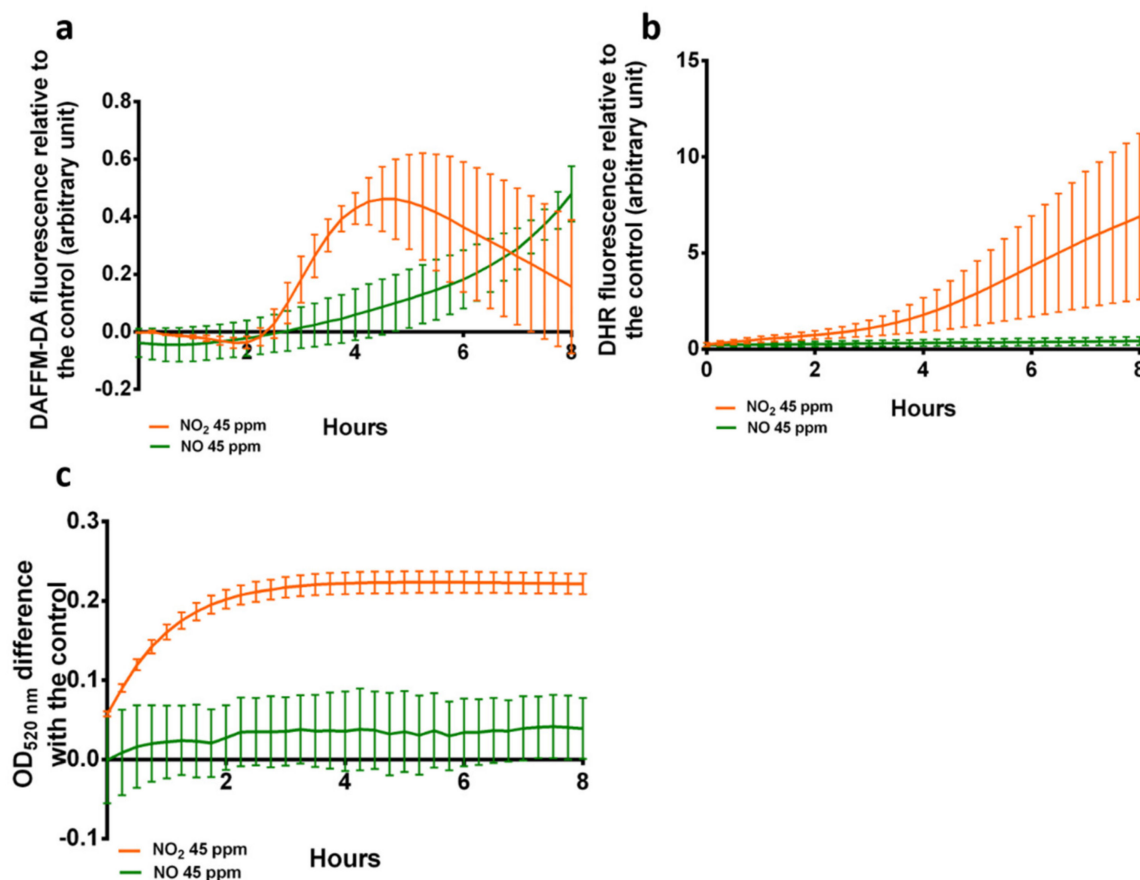 a
DAFFM-DA fluorescence relative to
the control (arbitrary unit)
0.8
0.6
0.4
0.2
0.0
-0.2
2
4
6
8
NO₂ 45 ppm
NO 45 ppm
Hours
b
DHR fluorescence relative to
the control (arbitrary unit)
15
10
5
0
0
2
4
6
8
NO₂ 45 ppm
NO 45 ppm
Hours
c
OD₅₂₀ ₙₘ difference
with the control
0.3
0.2
0.1
0.0
-0.1
2
4
6
8
NO₂ 45 ppm
NO 45 ppm
Hours